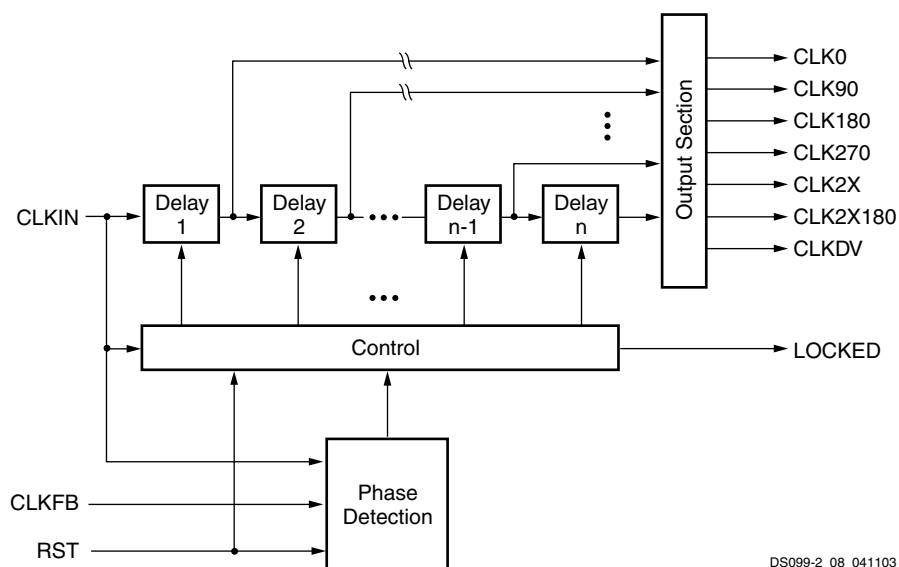 CLK0
CLK90
CLK180
CLK270
CLK2X
CLK2X180
CLKDV
Output Section
CLKIN
Delay
1
Delay
2
Delay
n-1
Delay
n
Control
LOCKED
CLKFB
RST
Phase
Detection
DS099-2_08_041103